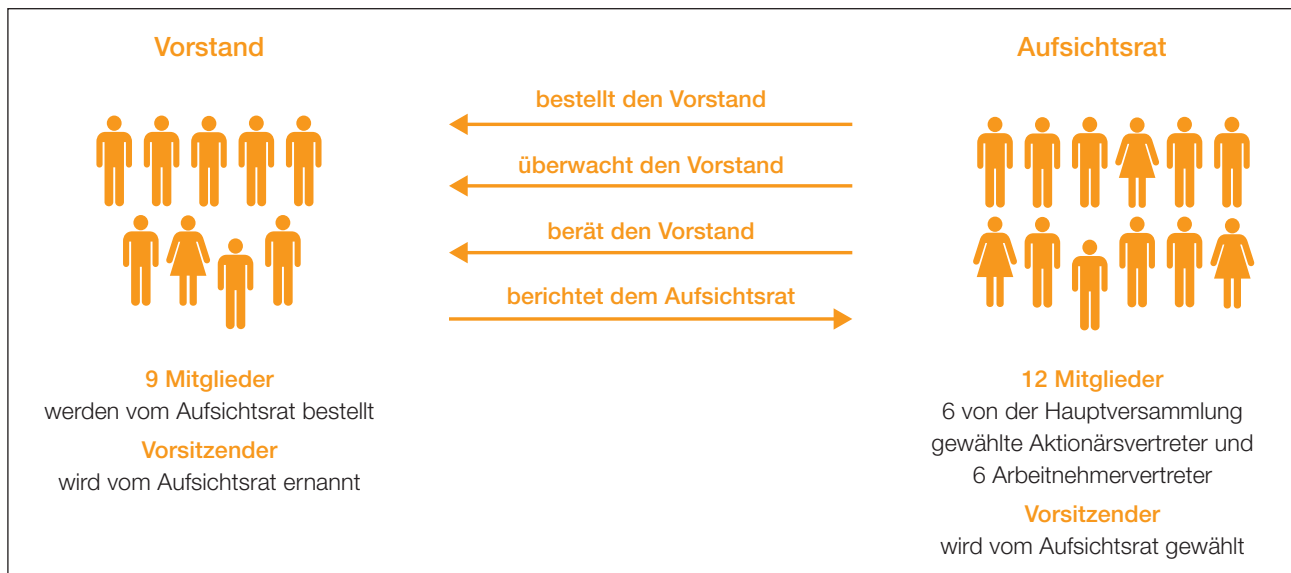 Vorstand
Aufsichtsrat
bestellt den Vorstand
überwacht den Vorstand
berät den Vorstand
berichtet dem Aufsichtsrat
9 Mitglieder
werden vom Aufsichtsrat bestellt
Vorsitzender
wird vom Aufsichtsrat ernannt
12 Mitglieder
6 von der Hauptversammlung
gewählte Aktionärsvertreter und
6 Arbeitnehmervertreter
Vorsitzender
wird vom Aufsichtsrat gewählt